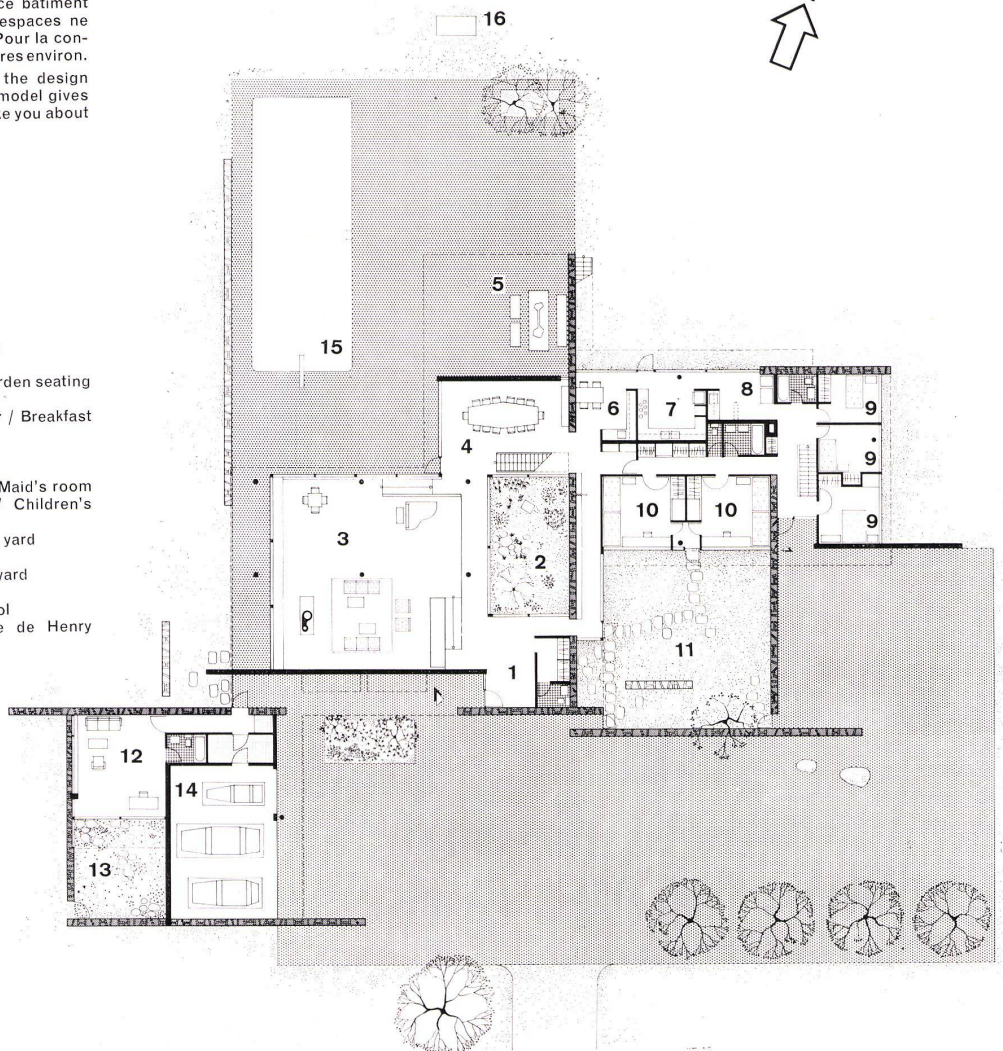 ce bâtiment
espaces ne
Pour la con-
res environ.
the design
model gives
you about
rden seating
/ Breakfast
Maid's room
Children's
yard
yard
de Henry
16
5
15
6
7
8
9
4
9
10
10
3
9
2
11
1
12
14
13